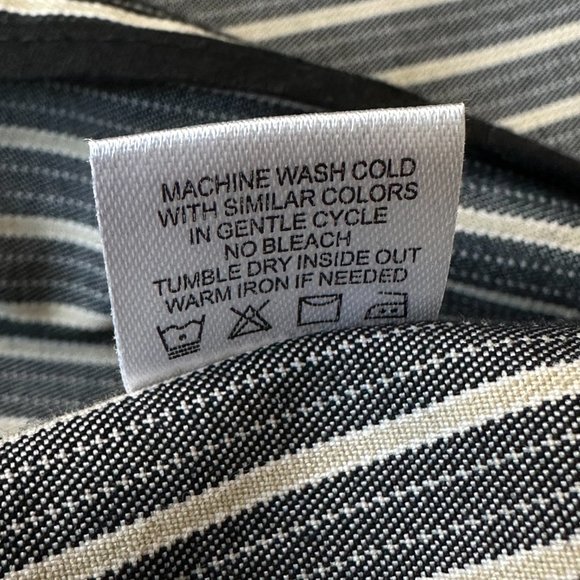 MACHINE WASH COLD
WITH SIMILAR COLORS
IN GENTLE CYCLE
NO BLEACH
TUMBLE DRY INSIDE OUT
WARM IRON IF NEEDED